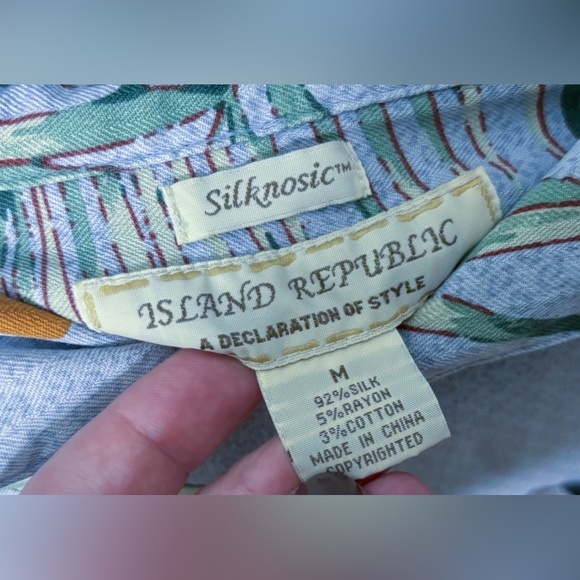 Silknosic™
ISLAND REPUBLIC
A DECLARATION OF STYLE
M
92%SILK
5%RAYON
3%COTTON
MADE IN CHINA
COPYRIGHTED